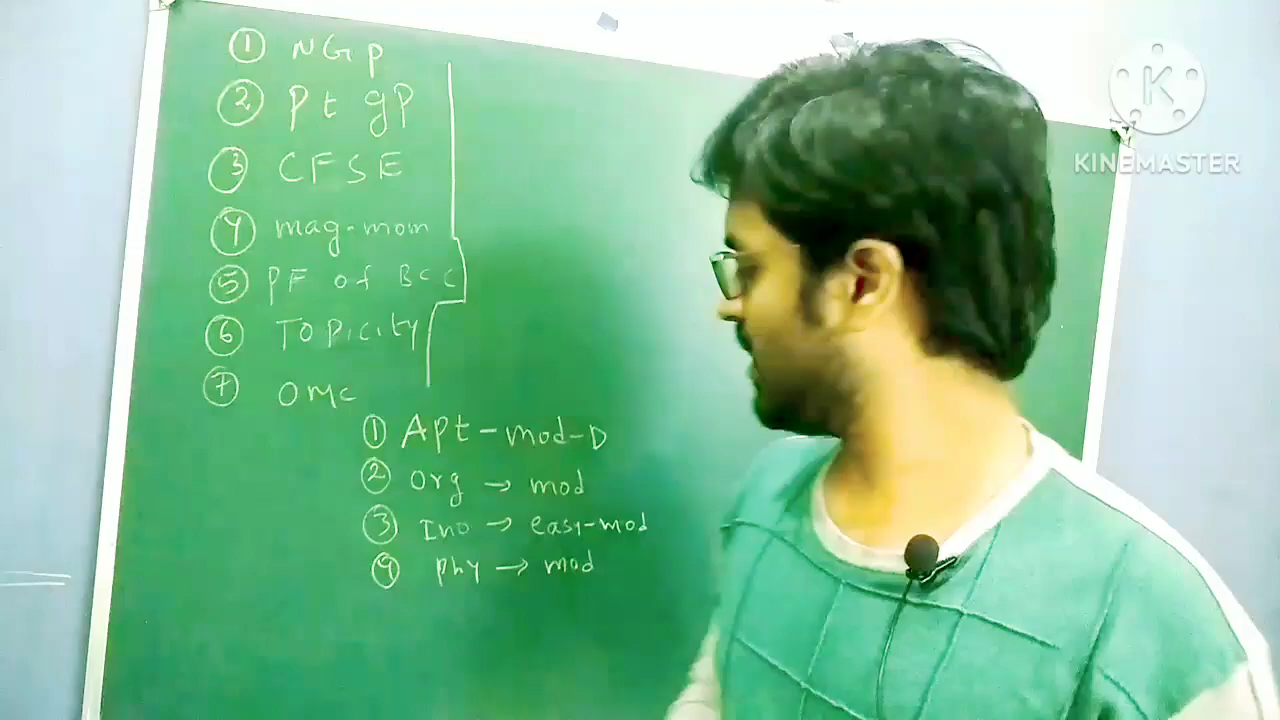 ① NGP
② Pt gp
③ CFSE
④ mag-mom
⑤ PF of BCC
⑥ Topicity
⑦ OMC
① Apt-mod-D
② Org → mod
③ Ino → easy-mod
④ Phy → mod
K
KINEMASTER